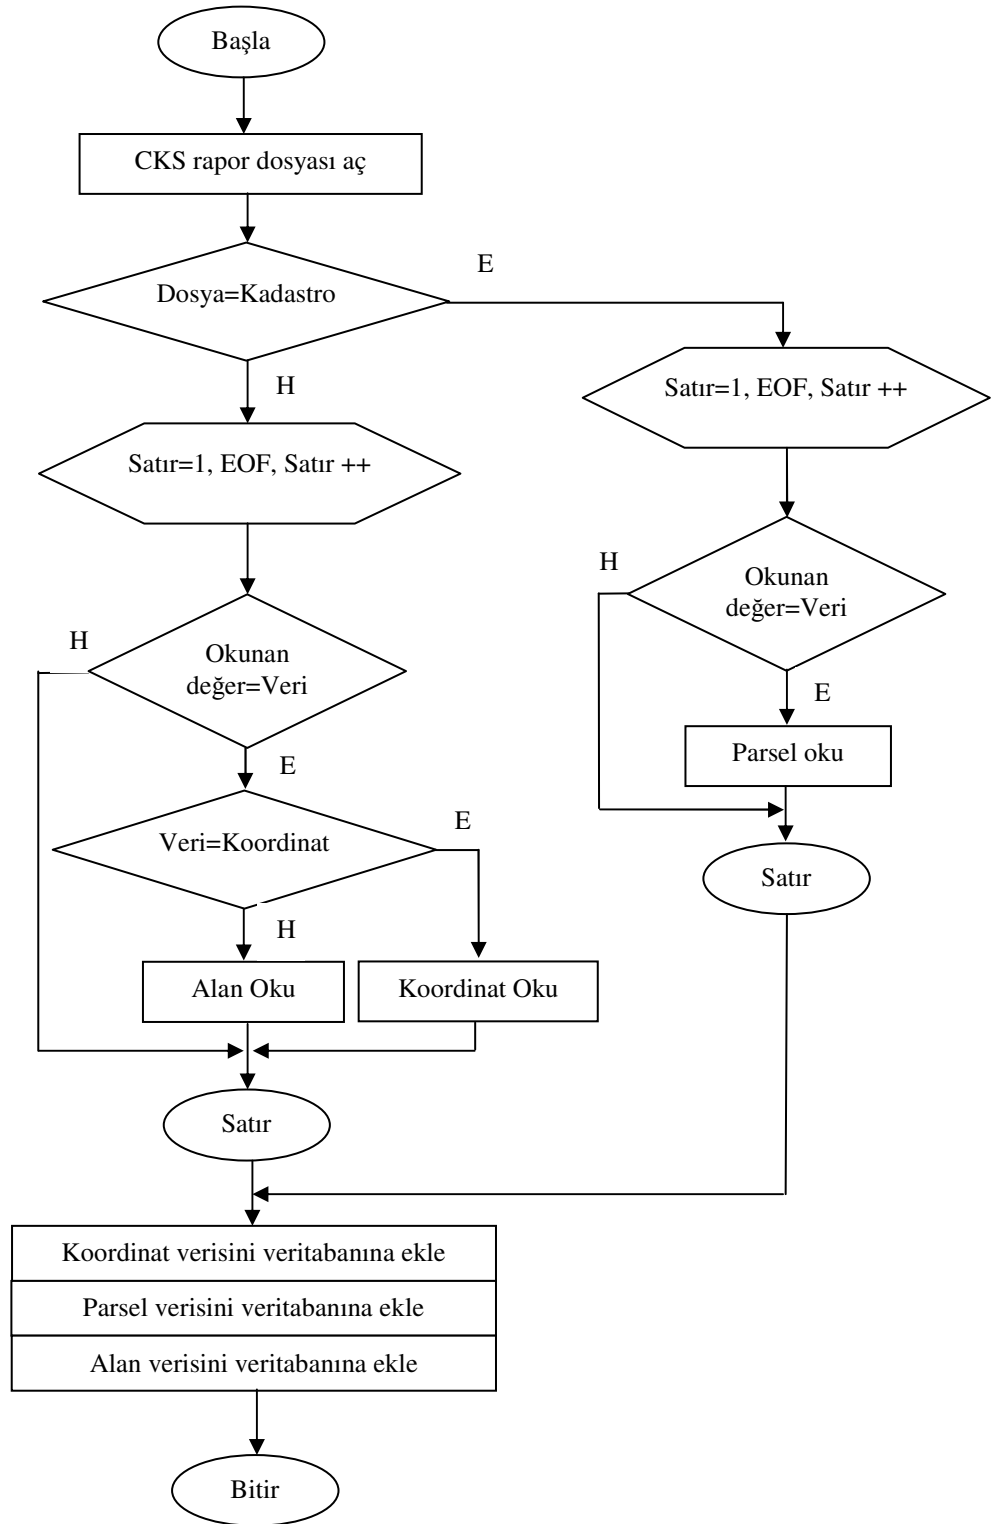 Başla
CKS rapor dosyası aç
Dosya=Kadastro
E
H
Satır=1, EOF, Satır ++
Satır=1, EOF, Satır ++
H
Okunan
değer=Veri
E
Parsel oku
Satır
H
Okunan
değer=Veri
E
Veri=Koordinat
E
H
Alan Oku
Koordinat Oku
Satır
Koordinat verisini veritabanına ekle
Parsel verisini veritabanına ekle
Alan verisini veritabanına ekle
Bitir